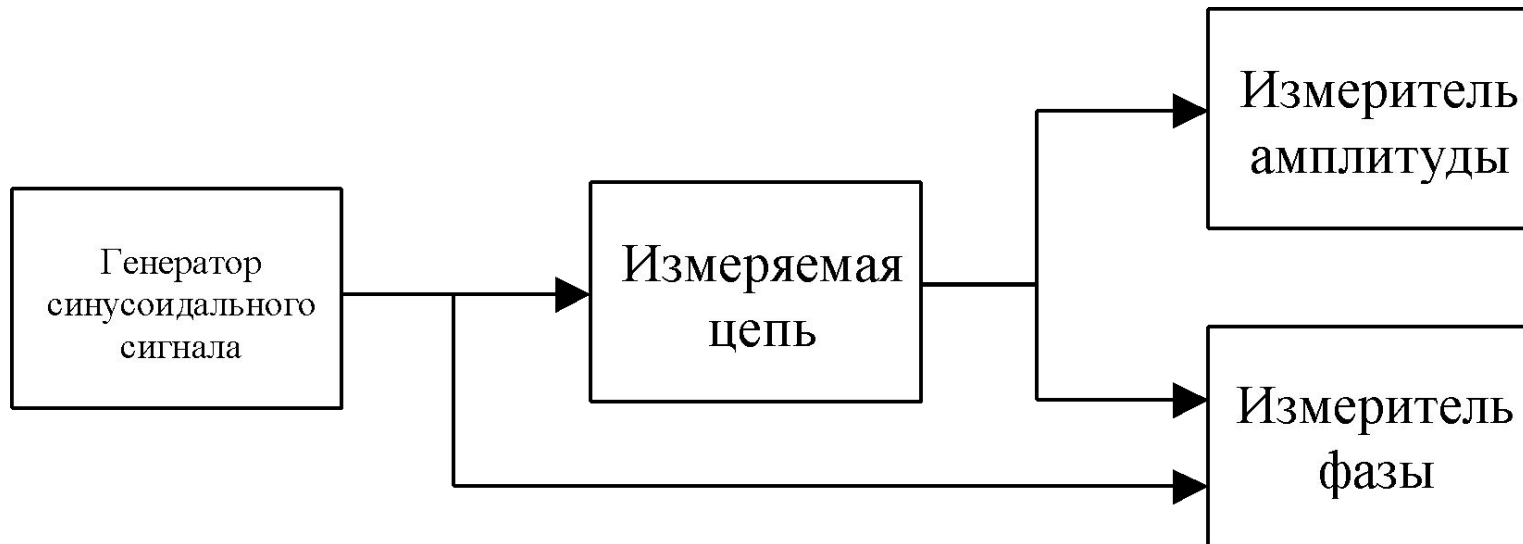 Генератор
синусоидального
сигнала
Измеряемая
цепь
Измеритель
амплитуды
Измеритель
фазы